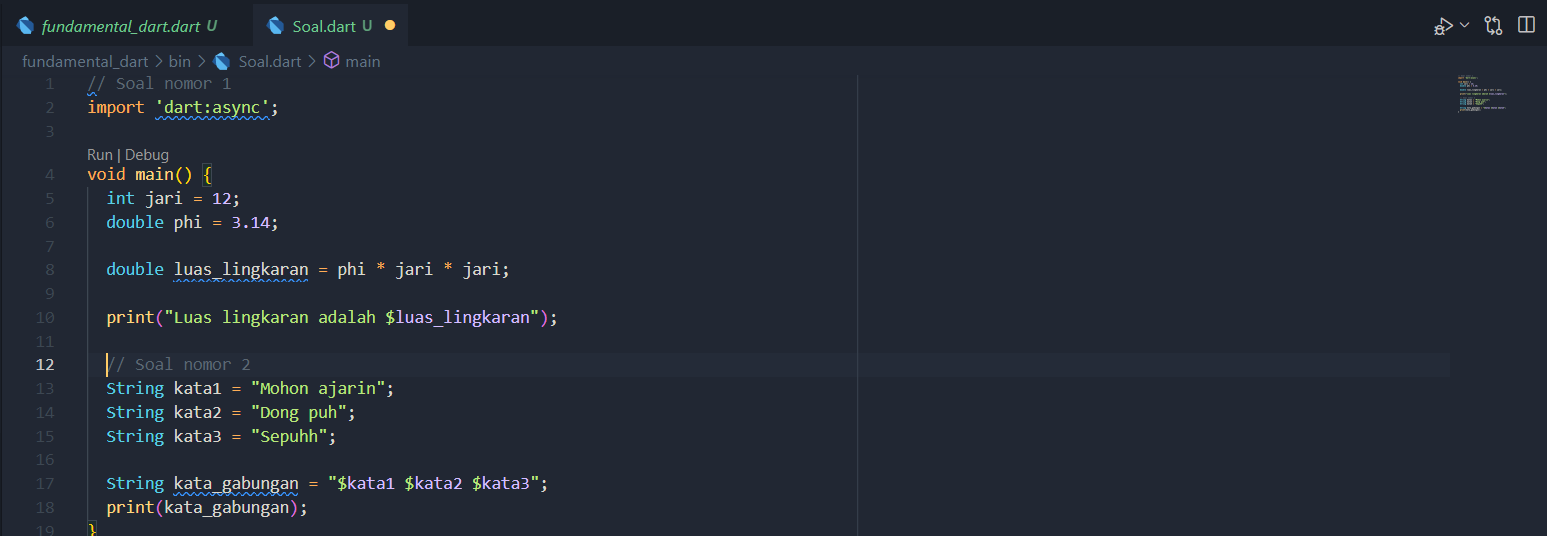 fundamental_dart.dart U Soal.dart U
fundamental_dart > bin > Soal.dart > main
1 // Soal nomor 1
2 import 'dart:async';
3
Run | Debug
4 void main() {
5 int jari = 12;
6 double phi = 3.14;
7
8 double luas_lingkaran = phi * jari * jari;
9
10 print("Luas lingkaran adalah $luas_lingkaran");
11
12 // Soal nomor 2
13 String kata1 = "Mohon ajarin";
14 String kata2 = "Dong puh";
15 String kata3 = "Sepuhh";
16
17 String kata_gabungan = "$kata1 $kata2 $kata3";
18 print(kata_gabungan);
19 }